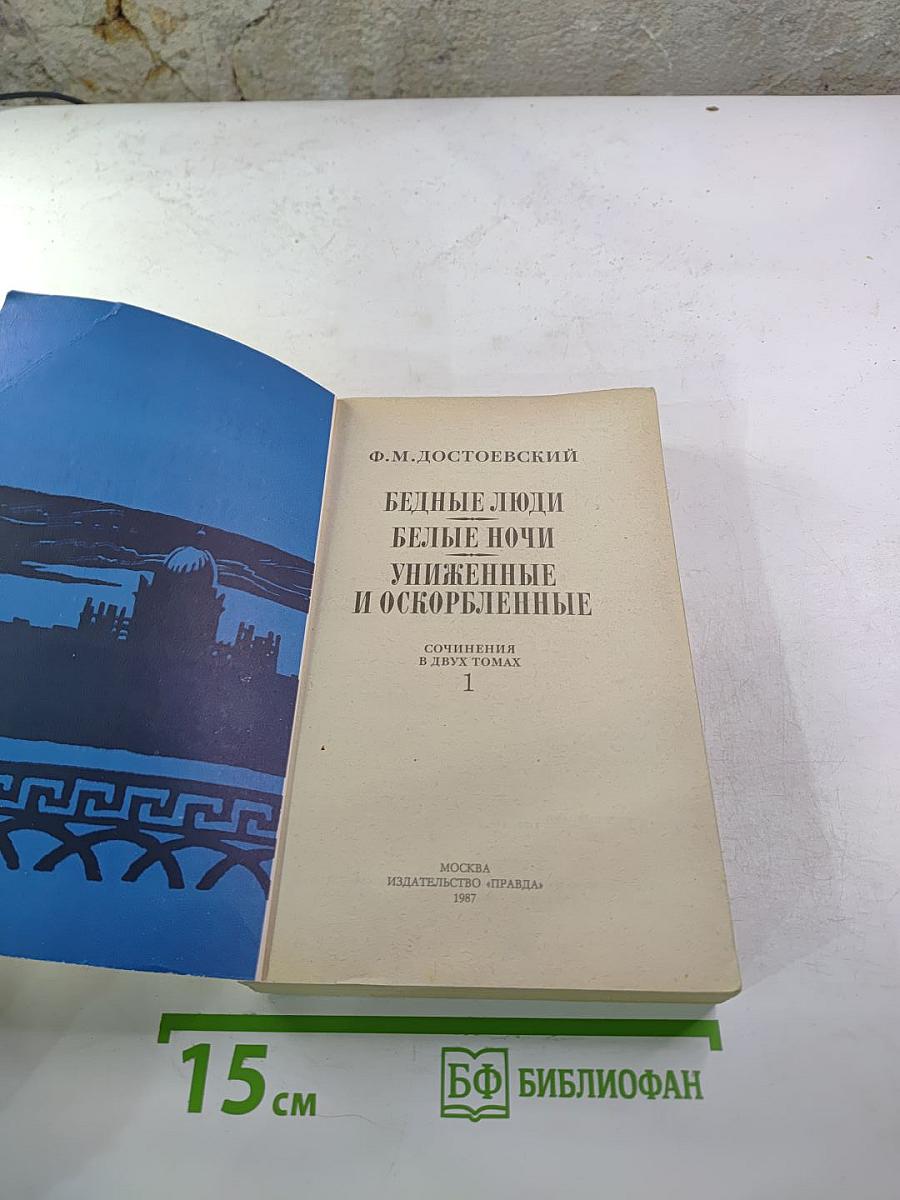 Ф.М.ДОСТОЕВСКИЙ
БЕДНЫЕ ЛЮДИ
БЕЛЫЕ НОЧИ
УНИЖЕННЫЕ
И ОСКОРБЛЕННЫЕ
СОЧИНЕНИЯ
В ДВУХ ТОМАХ
1
МОСКВА
ИЗДАТЕЛЬСТВО «ПРАВДА»
1987
15 см
БФ БИБЛИОФАН